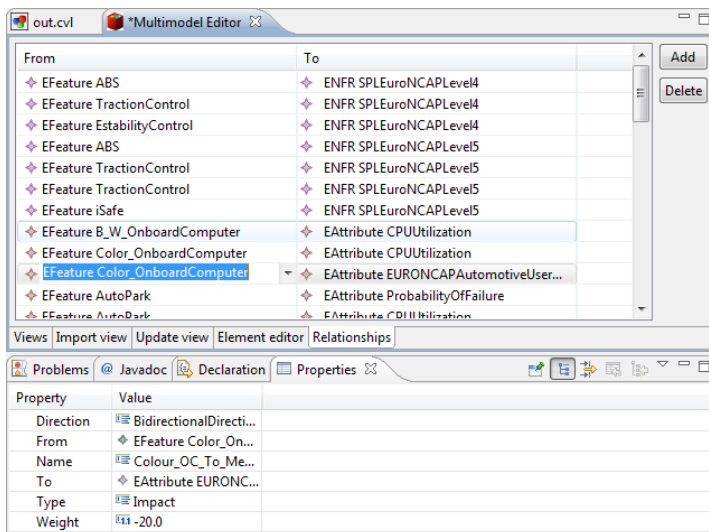 out.cvl *Multimodel Editor
From To Add
EFeature ABS ENFR SPLEuroNCAPLevel4 Delete
EFeature TractionControl ENFR SPLEuroNCAPLevel4
EFeature EstabilityControl ENFR SPLEuroNCAPLevel4
EFeature ABS ENFR SPLEuroNCAPLevel5
EFeature TractionControl ENFR SPLEuroNCAPLevel5
EFeature TractionControl ENFR SPLEuroNCAPLevel5
EFeature iSafe ENFR SPLEuroNCAPLevel5
EFeature B_W_OnboardComputer EAttribute CPUUtilization
EFeature Color_OnboardComputer EAttribute CPUUtilization
EFeature Color_OnboardComputer EAttribute EURONCAPAutomotiveUser...
EFeature AutoPark EAttribute ProbabilityOfFailure
EFeature AutoPark EAttribute CPUUtilization
Views Import view Update view Element editor Relationships
Problems @ Javadoc Declaration Properties
Property Value
Direction BidirectionalDirecti...
From EFeature Color_On...
Name Colour_OC_To_Me...
To EAttribute EURONC...
Type Impact
Weight -20.0